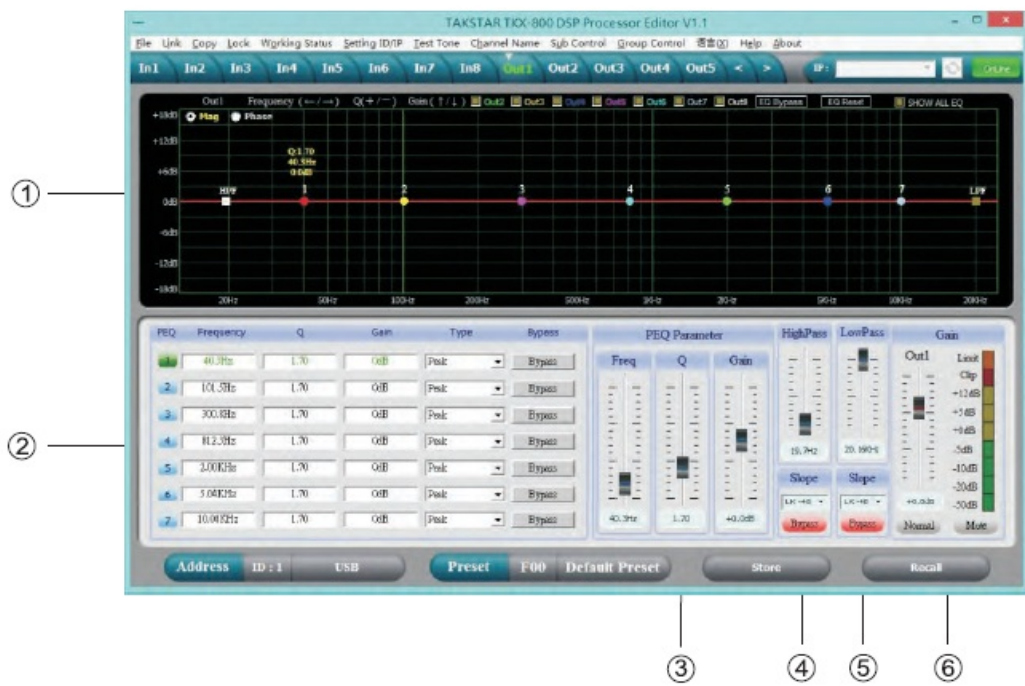 TAKSTAR TKX-800 DSP Processor Editor V1.1
File Link Copy Lock Working Status Setting ID/IP Test Tone Channel Name Sub Control Group Control 语言(X) Help About
In1 In2 In3 In4 In5 In6 In7 In8 Out1 Out2 Out3 Out4 Out5 < > IP: OnLine
Out1 Frequency (←/→) Q(+/−) Gain(↑/↓) Out2 Out3 Out4 Out5 Out6 Out7 Out8 EQ Bypass EQ Reset SHOW ALL EQ
+18dB Mag Phase
+12dB
Q:1.70
40.3Hz
0.0dB
+6dB
HPF 1 2 3 4 5 6 7 LPF
0dB
-6dB
-12dB
-18dB
20Hz 50Hz 100Hz 200Hz 500Hz 1KHz 2KHz 5KHz 10KHz 20KHz
①
PEQ Frequency Q Gain Type Bypass
1 40.3Hz 1.70 0dB Peak Bypass
2 101.5Hz 1.70 0dB Peak Bypass
3 300.8Hz 1.70 0dB Peak Bypass
4 812.3Hz 1.70 0dB Peak Bypass
5 2.00KHz 1.70 0dB Peak Bypass
6 5.04KHz 1.70 0dB Peak Bypass
7 10.08KHz 1.70 0dB Peak Bypass
②
PEQ Parameter
Freq Q Gain
40.3Hz 1.70 +0.0dB
HighPass
19.7Hz
Slope
LR-48
Bypass
LowPass
Slope
LR-48
Bypass
Gain
Out1
Limit
Clip
+12dB
+5dB
+0dB
-5dB
-10dB
-20dB
-50dB
+0.0dB
Normal Mute
Address ID : 1 USB Preset F00 Default Preset Store Recall
③ ④ ⑤ ⑥